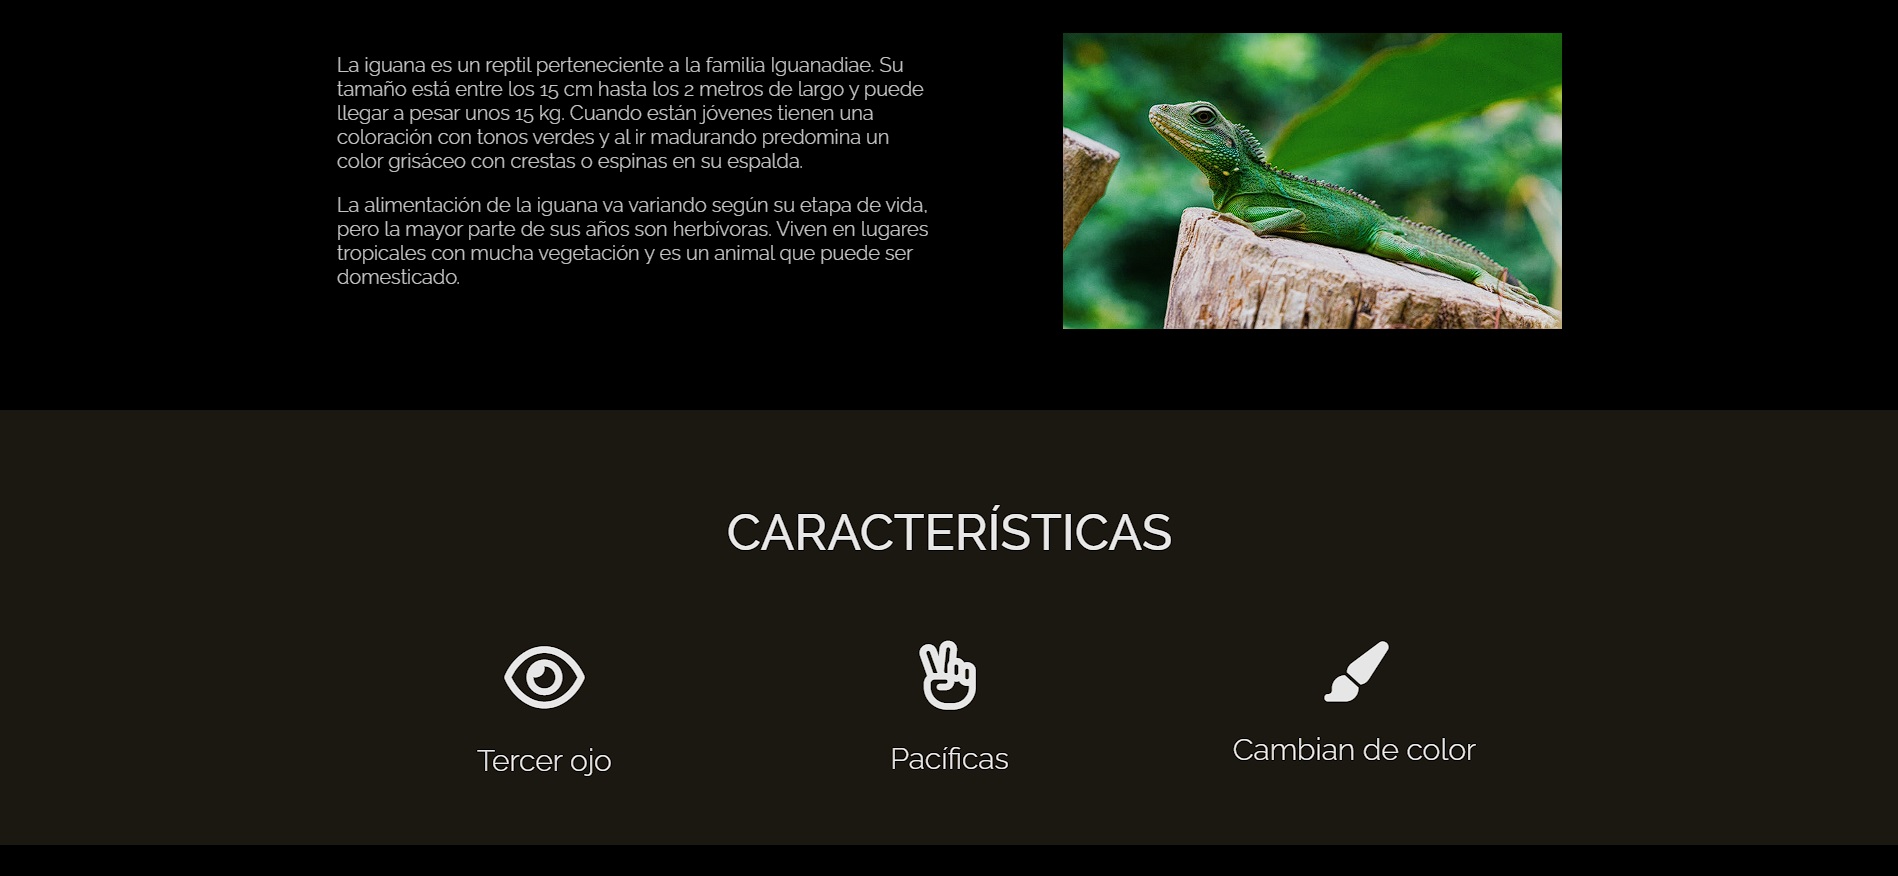 La iguana es un reptil perteneciente a la familia Iguanadiae. Su
tamaño está entre los 15 cm hasta los 2 metros de largo y puede
llegar a pesar unos 15 kg. Cuando están jóvenes tienen una
coloración con tonos verdes y al ir madurando predomina un
color grisáceo con crestas o espinas en su espalda.
La alimentación de la iguana va variando según su etapa de vida,
pero la mayor parte de sus años son herbívoras. Viven en lugares
tropicales con mucha vegetación y es un animal que puede ser
domesticado.
CARACTERÍSTICAS
Tercer ojo
Pacíficas
Cambian de color